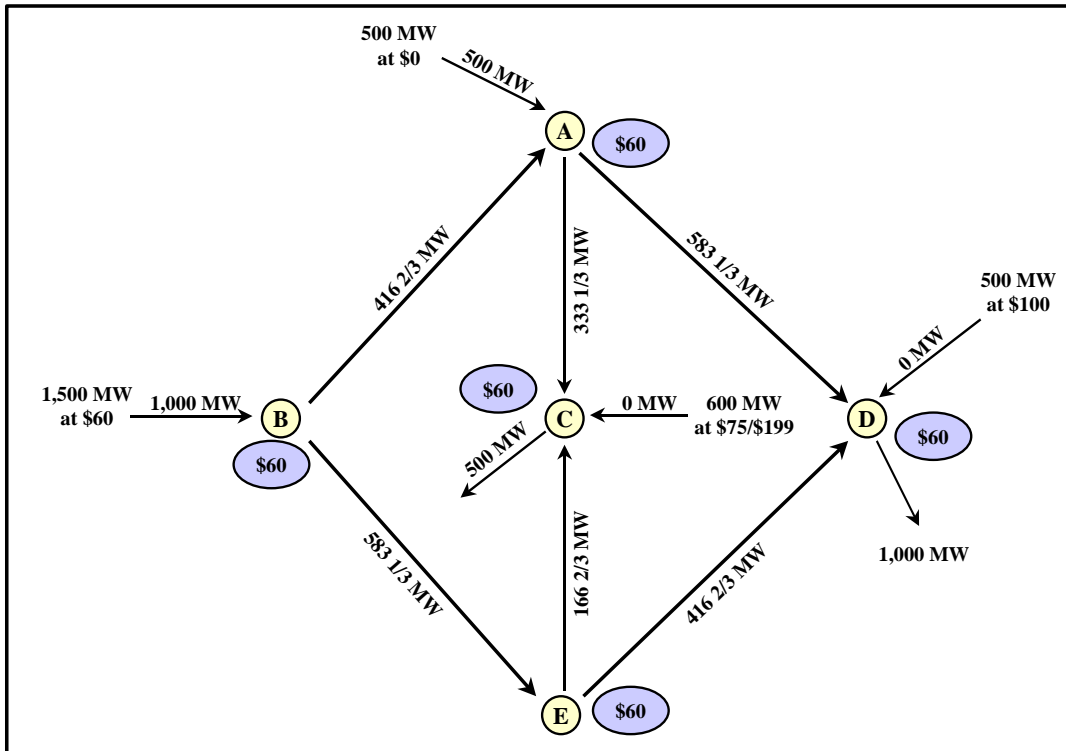 500 MW
at $0
500 MW
A
$60
416 2/3 MW
333 1/3 MW
583 1/3 MW
500 MW
at $100
0 MW
1,500 MW
at $60
1,000 MW
B
$60
$60
C
0 MW
600 MW
at $75/$199
500 MW
D
$60
1,000 MW
583 1/3 MW
166 2/3 MW
416 2/3 MW
E
$60